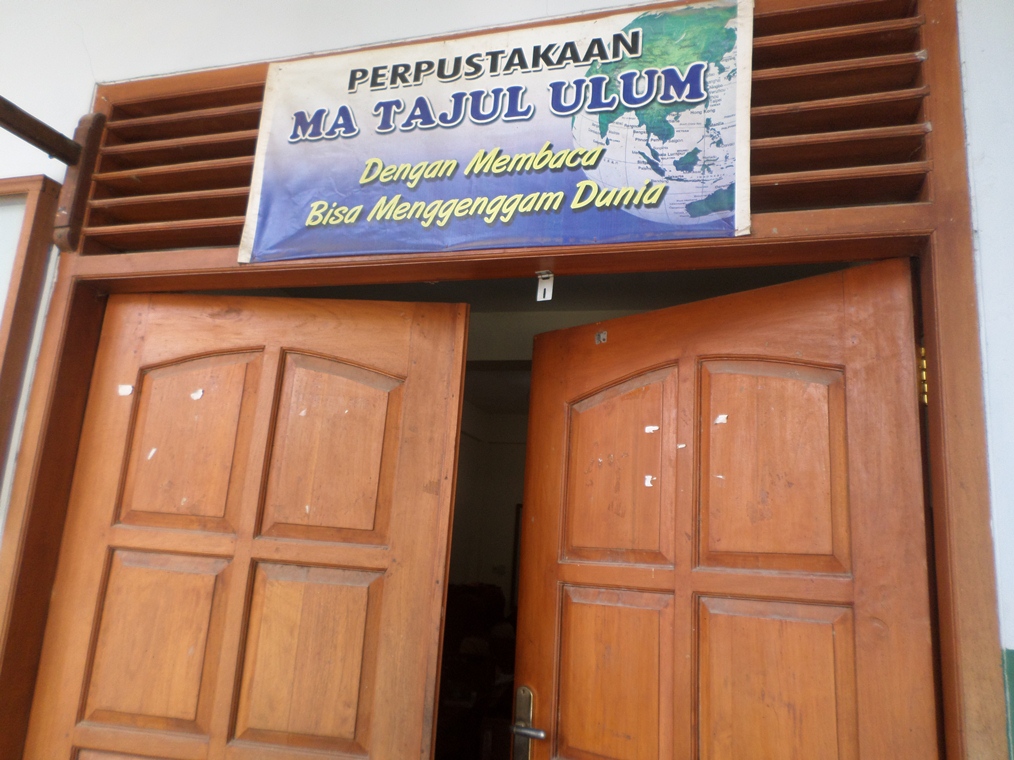 PERPUSTAKAAN
MA TAJUL ULUM
Dengan Membaca
Bisa Menggenggam Dunia